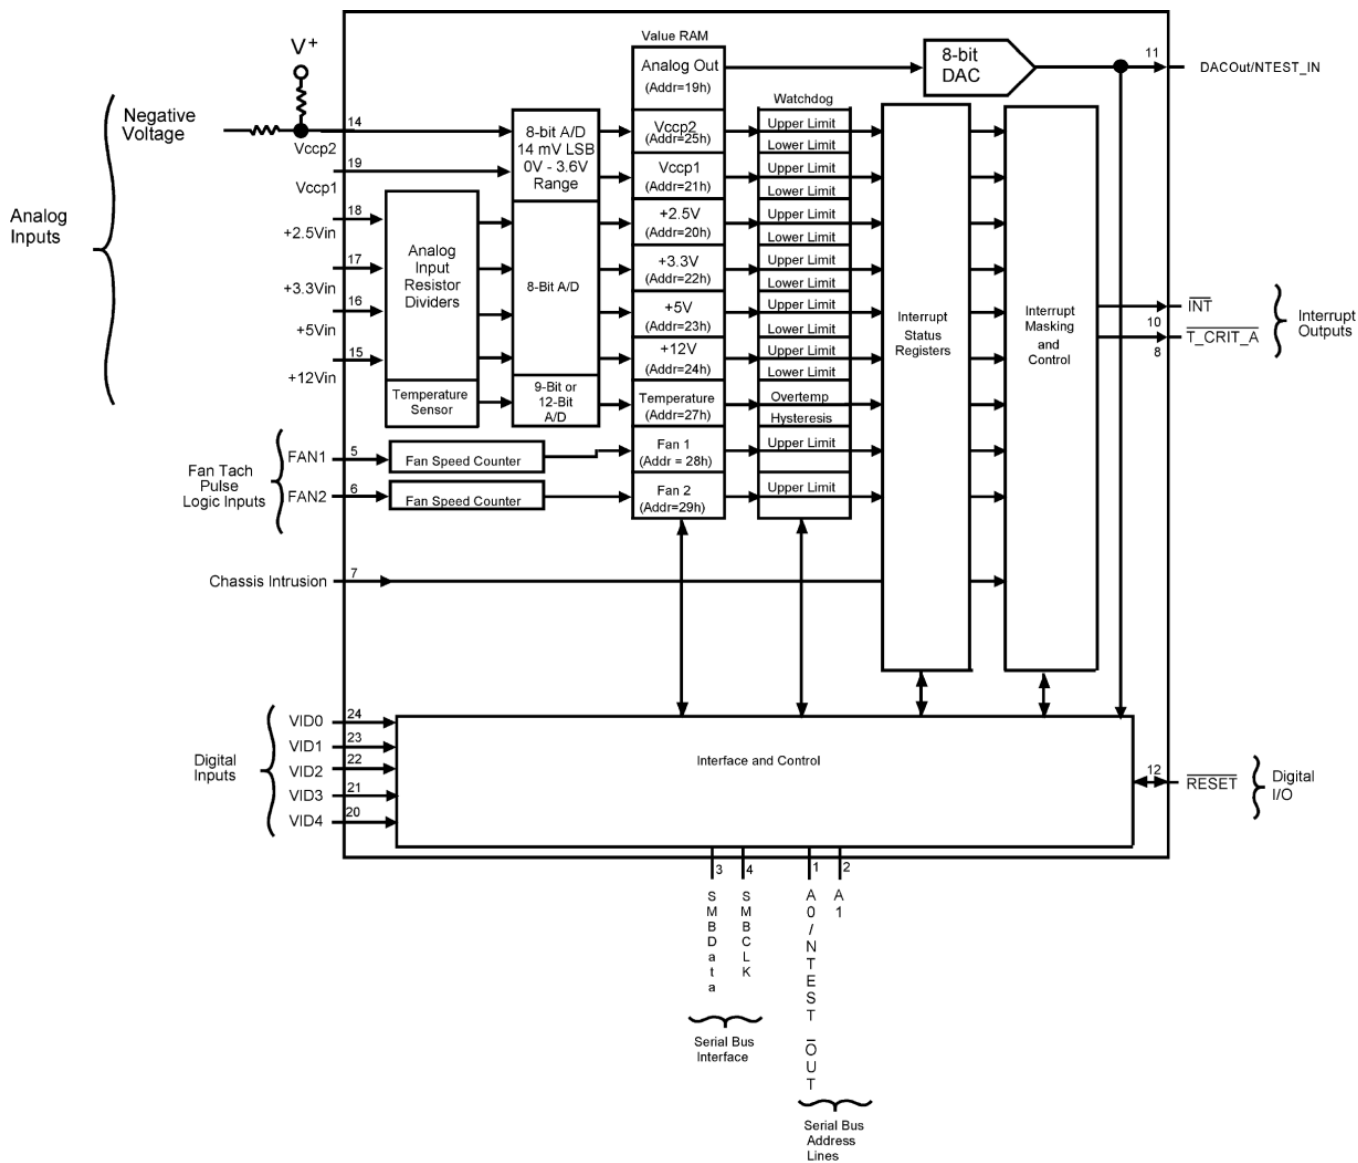 Value RAM
V+
Analog Out
(Addr=19h)
8-bit
DAC
11
DACOut/NTEST_IN
Negative
Voltage
14
Vccp2
19
Vccp1
8-bit A/D
14 mV LSB
0V - 3.6V
Range
Vccp2
(Addr=25h)
Vccp1
(Addr=21h)
Watchdog
Upper Limit
Lower Limit
Upper Limit
Lower Limit
Analog
Inputs
18
+2.5Vin
17
+3.3Vin
16
+5Vin
15
+12Vin
Analog
Input
Resistor
Dividers
8-Bit A/D
+2.5V
(Addr=20h)
Upper Limit
Lower Limit
+3.3V
(Addr=22h)
Upper Limit
Lower Limit
+5V
(Addr=23h)
Upper Limit
Lower Limit
+12V
(Addr=24h)
Upper Limit
Lower Limit
Interrupt
Status
Registers
Interrupt
Masking
and
Control
INT
10
T_CRIT_A
8
Interrupt
Outputs
Temperature
Sensor
9-Bit or
12-Bit
A/D
Temperature
(Addr=27h)
Overtemp
Hysteresis
Fan Tach
Pulse
Logic Inputs
FAN1
5
Fan Speed Counter
Fan 1
(Addr = 28h)
Upper Limit
FAN2
6
Fan Speed Counter
Fan 2
(Addr=29h)
Upper Limit
Chassis Intrusion
7
Digital
Inputs
VID0
24
VID1
23
VID2
22
VID3
21
VID4
20
Interface and Control
12
RESET
Digital
I/O
3
4
1
2
SMBData
SMBCLK
A0/NTEST_OUT
A1
Serial Bus
Interface
Serial Bus
Address
Lines